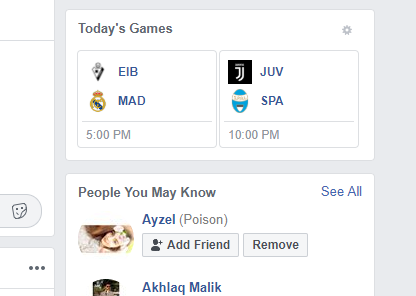 Today's Games
EIB
MAD
5:00 PM
JUV
SPA
10:00 PM
People You May Know
See All
Ayzel (Poison)
Add Friend
Remove
Akhlaq Malik